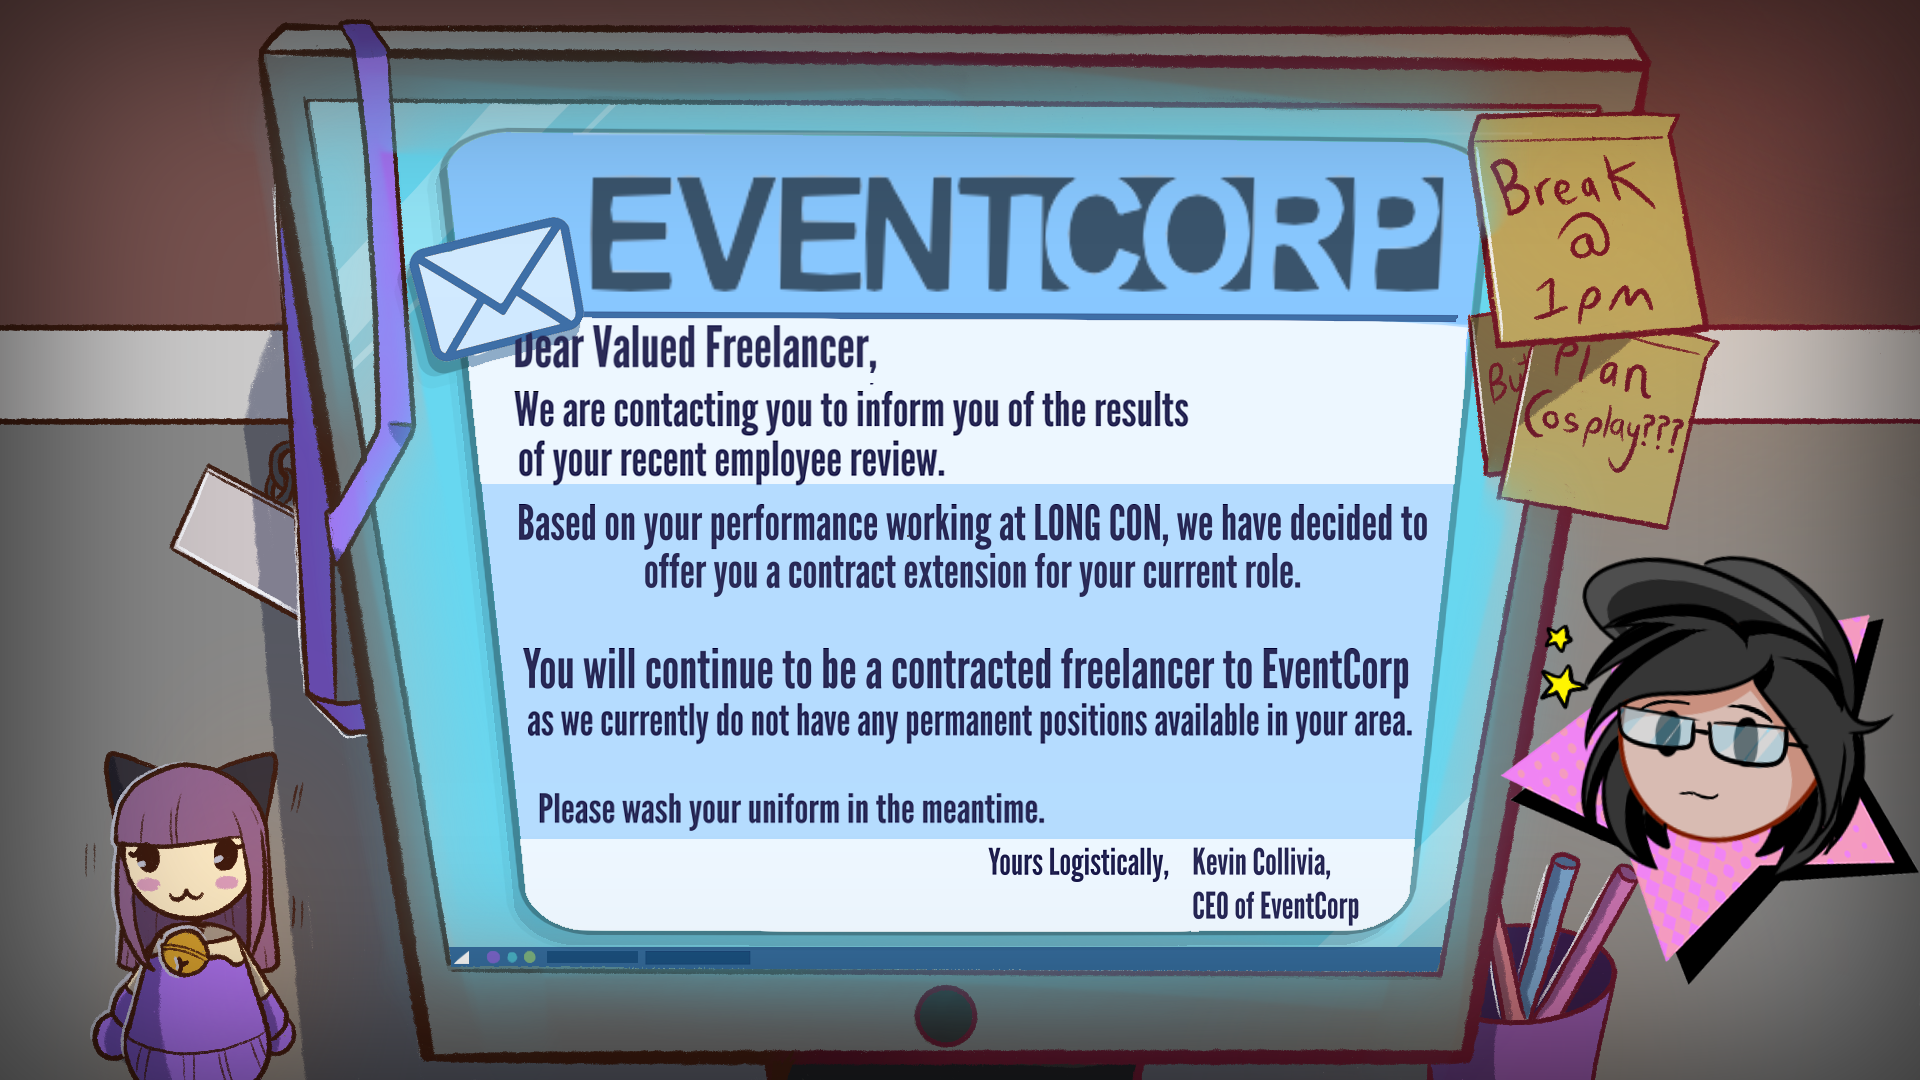 EVENTCORP
Dear Valued Freelancer,
We are contacting you to inform you of the results
of your recent employee review.
Based on your performance working at LONG CON, we have decided to
offer you a contract extension for your current role.
You will continue to be a contracted freelancer to EventCorp
as we currently do not have any permanent positions available in your area.
Please wash your uniform in the meantime.
Yours Logistically, Kevin Collivia,
CEO of EventCorp
Break
@
1pm
Plan
Cosplay???